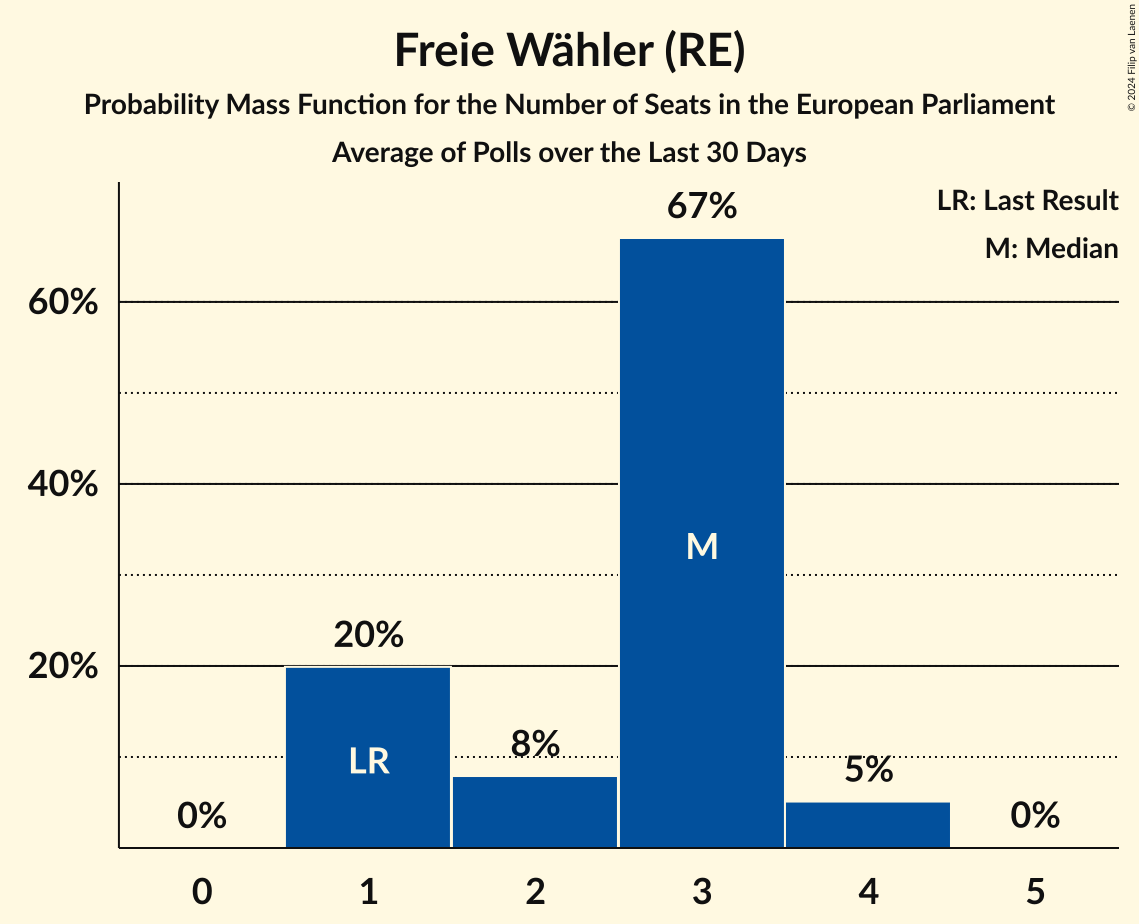 Freie Wähler (RE)
Probability Mass Function for the Number of Seats in the European Parliament
Average of Polls over the Last 30 Days
© 2024 Filip van Laenen
LR: Last Result
M: Median
67%
60%
40%
M
20%
20%
LR
8%
5%
0%
0%
0 1 2 3 4 5